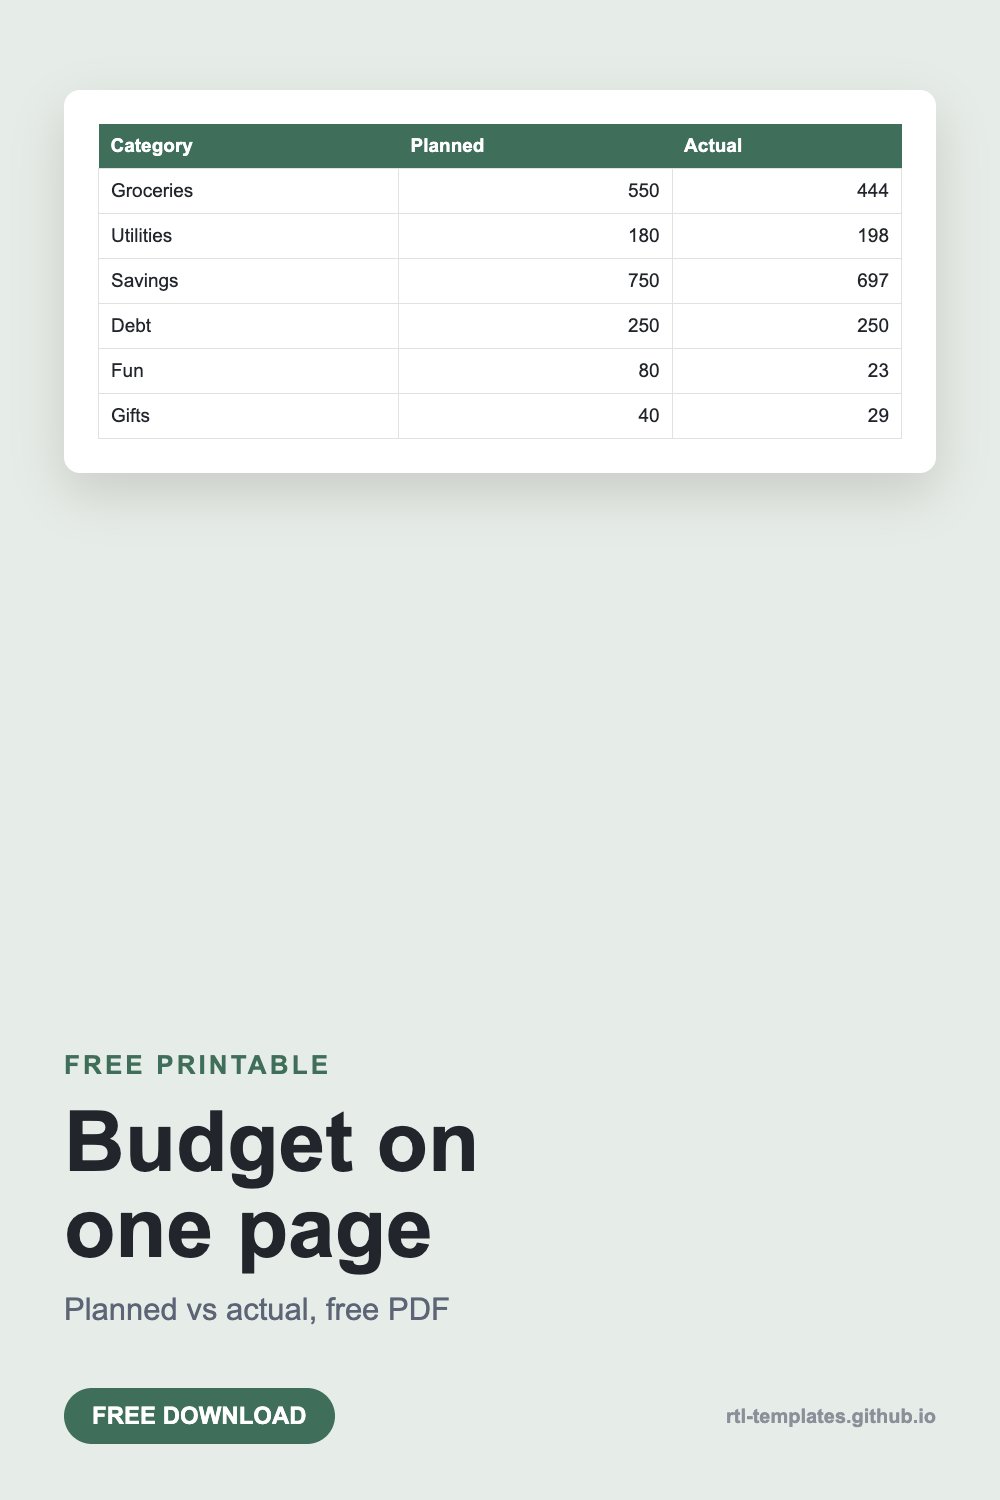 Category Planned Actual
Groceries 550 444
Utilities 180 198
Savings 750 697
Debt 250 250
Fun 80 23
Gifts 40 29
FREE PRINTABLE
Budget on
one page
Planned vs actual, free PDF
FREE DOWNLOAD
rtl-templates.github.io